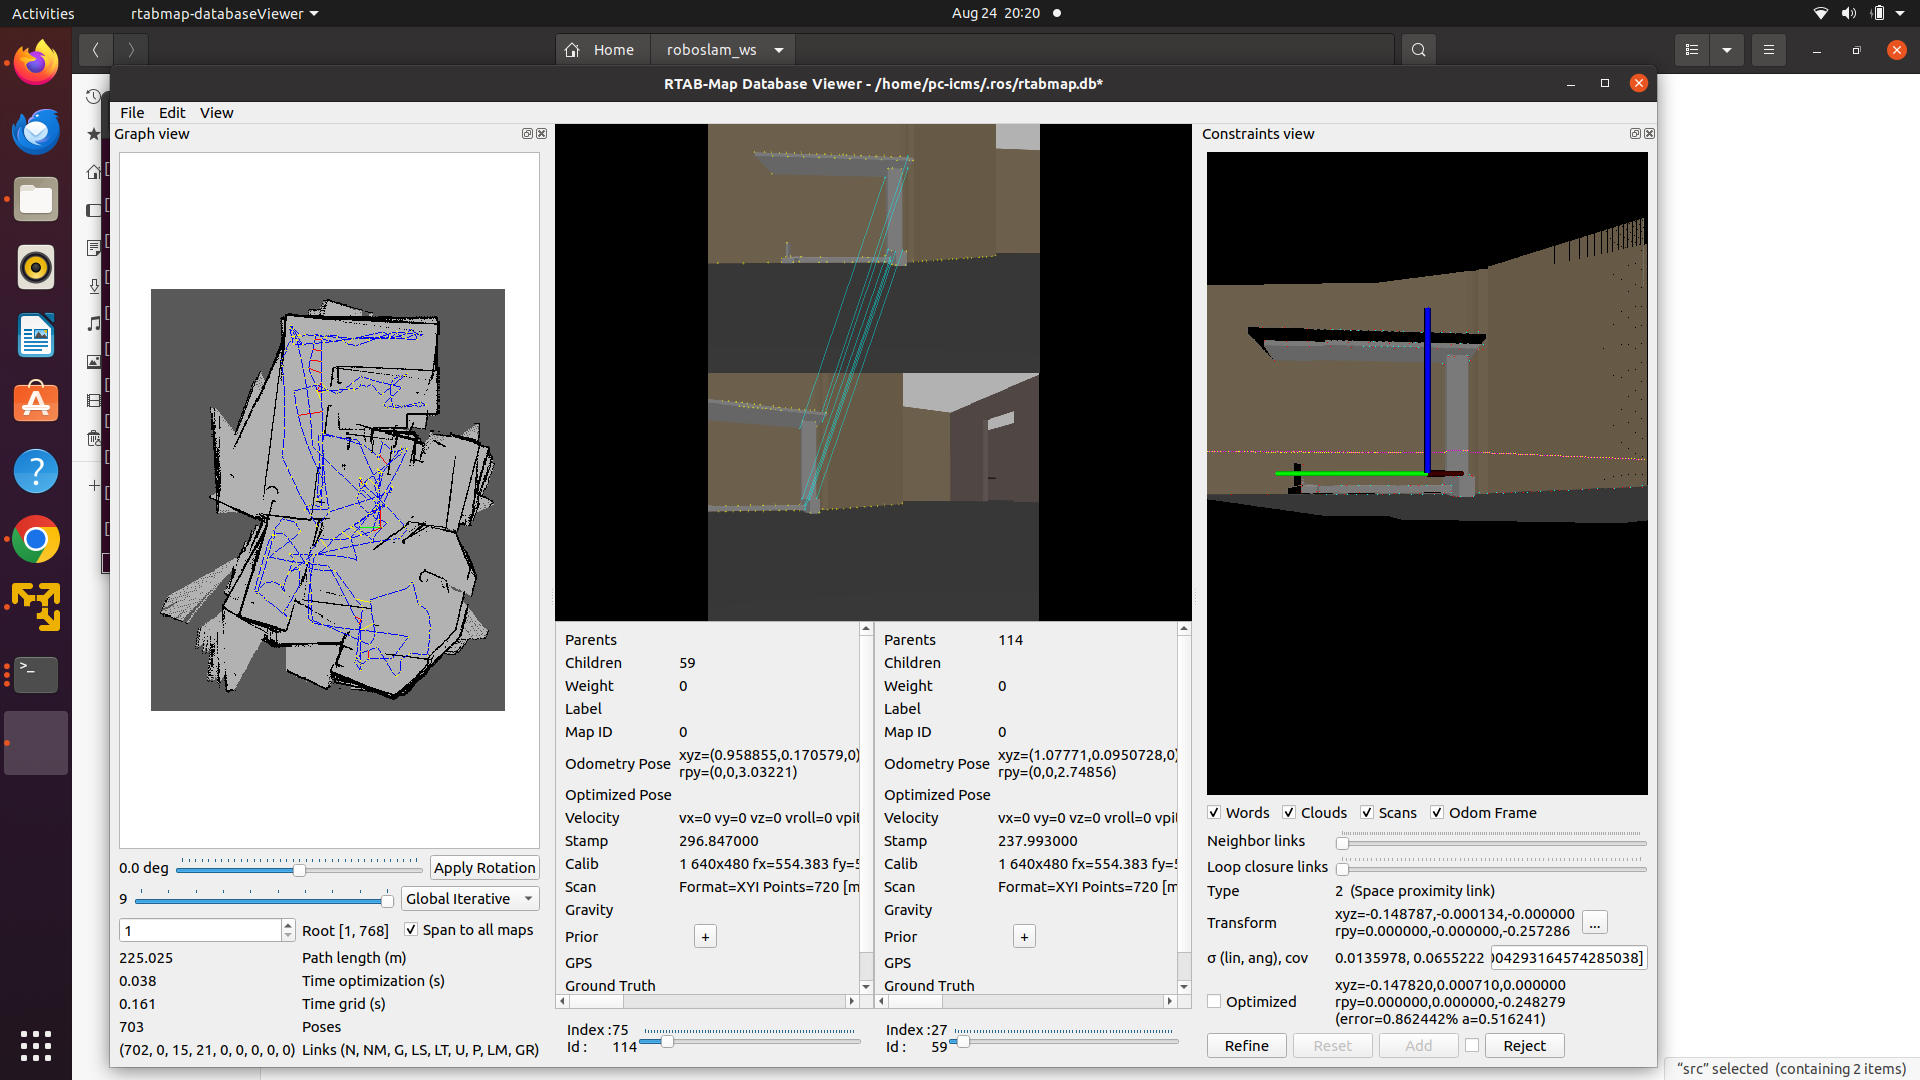 Activities
rtabmap-databaseViewer
Aug 24 20:20
Home
roboslam_ws
RTAB-Map Database Viewer - /home/pc-icms/.ros/rtabmap.db*
File Edit View
Graph view
Constraints view
0.0 deg
Apply Rotation
9
Global Iterative
1
Root [1, 768]
Span to all maps
225.025 Path length (m)
0.038 Time optimization (s)
0.161 Time grid (s)
703 Poses
(702, 0, 15, 21, 0, 0, 0, 0, 0) Links (N, NM, G, LS, LT, U, P, LM, GR)
Parents
Children 59
Weight 0
Label
Map ID 0
Odometry Pose xyz=(0.958855,0.170579,0)
rpy=(0,0,3.03221)
Optimized Pose
Velocity vx=0 vy=0 vz=0 vroll=0 vpi
Stamp 296.847000
Calib 1 640x480 fx=554.383 fy=5
Scan Format=XYI Points=720 [m
Gravity
Prior +
GPS
Ground Truth
Index :75
Id : 114
Parents 114
Children
Weight 0
Label
Map ID 0
Odometry Pose xyz=(1.07771,0.0950728,0)
rpy=(0,0,2.74856)
Optimized Pose
Velocity vx=0 vy=0 vz=0 vroll=0 vpi
Stamp 237.993000
Calib 1 640x480 fx=554.383 fy=5
Scan Format=XYI Points=720 [m
Gravity
Prior +
GPS
Ground Truth
Index :27
Id : 59
Words Clouds Scans Odom Frame
Neighbor links
Loop closure links
Type 2 (Space proximity link)
Transform xyz=-0.148787,-0.000134,-0.000000
rpy=0.000000,-0.000000,-0.257286
...
σ (lin, ang), cov 0.0135978, 0.0655222 004293164574285038]
Optimized xyz=-0.147820,0.000710,0.000000
rpy=0.000000,0.000000,-0.248279
(error=0.862442% a=0.516241)
Refine Reset Add Reject
“src” selected (containing 2 items)